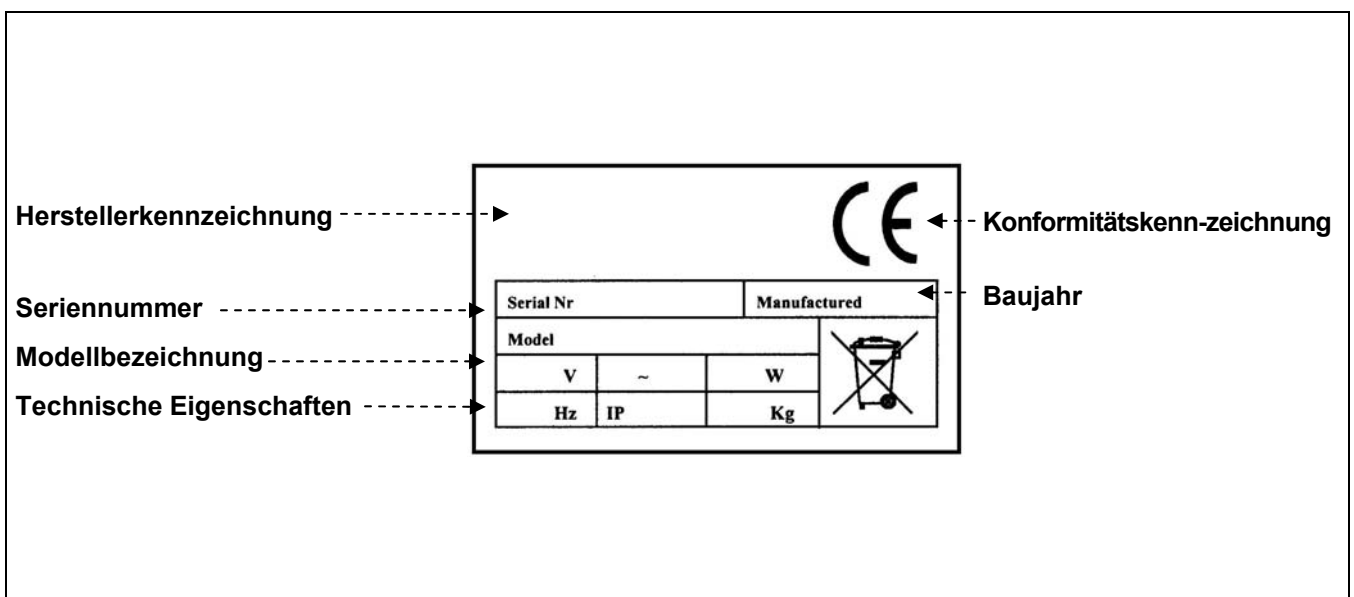 CE
Herstellerkennzeichnung
Konformitätskenn-zeichnung
Seriennummer
Serial Nr
Manufactured
Baujahr
Modellbezeichnung
Model
V
~
W
Technische Eigenschaften
Hz
IP
Kg